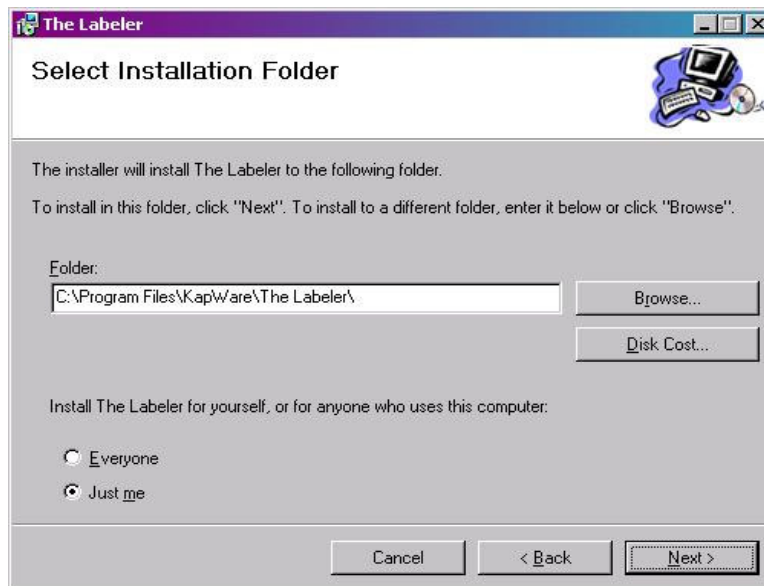 The Labeler
Select Installation Folder
The installer will install The Labeler to the following folder.
To install in this folder, click "Next". To install to a different folder, enter it below or click "Browse".
Folder:
C:\Program Files\KapWare\The Labeler\
Browse...
Disk Cost...
Install The Labeler for yourself, or for anyone who uses this computer:
Everyone
Just me
Cancel
< Back
Next >